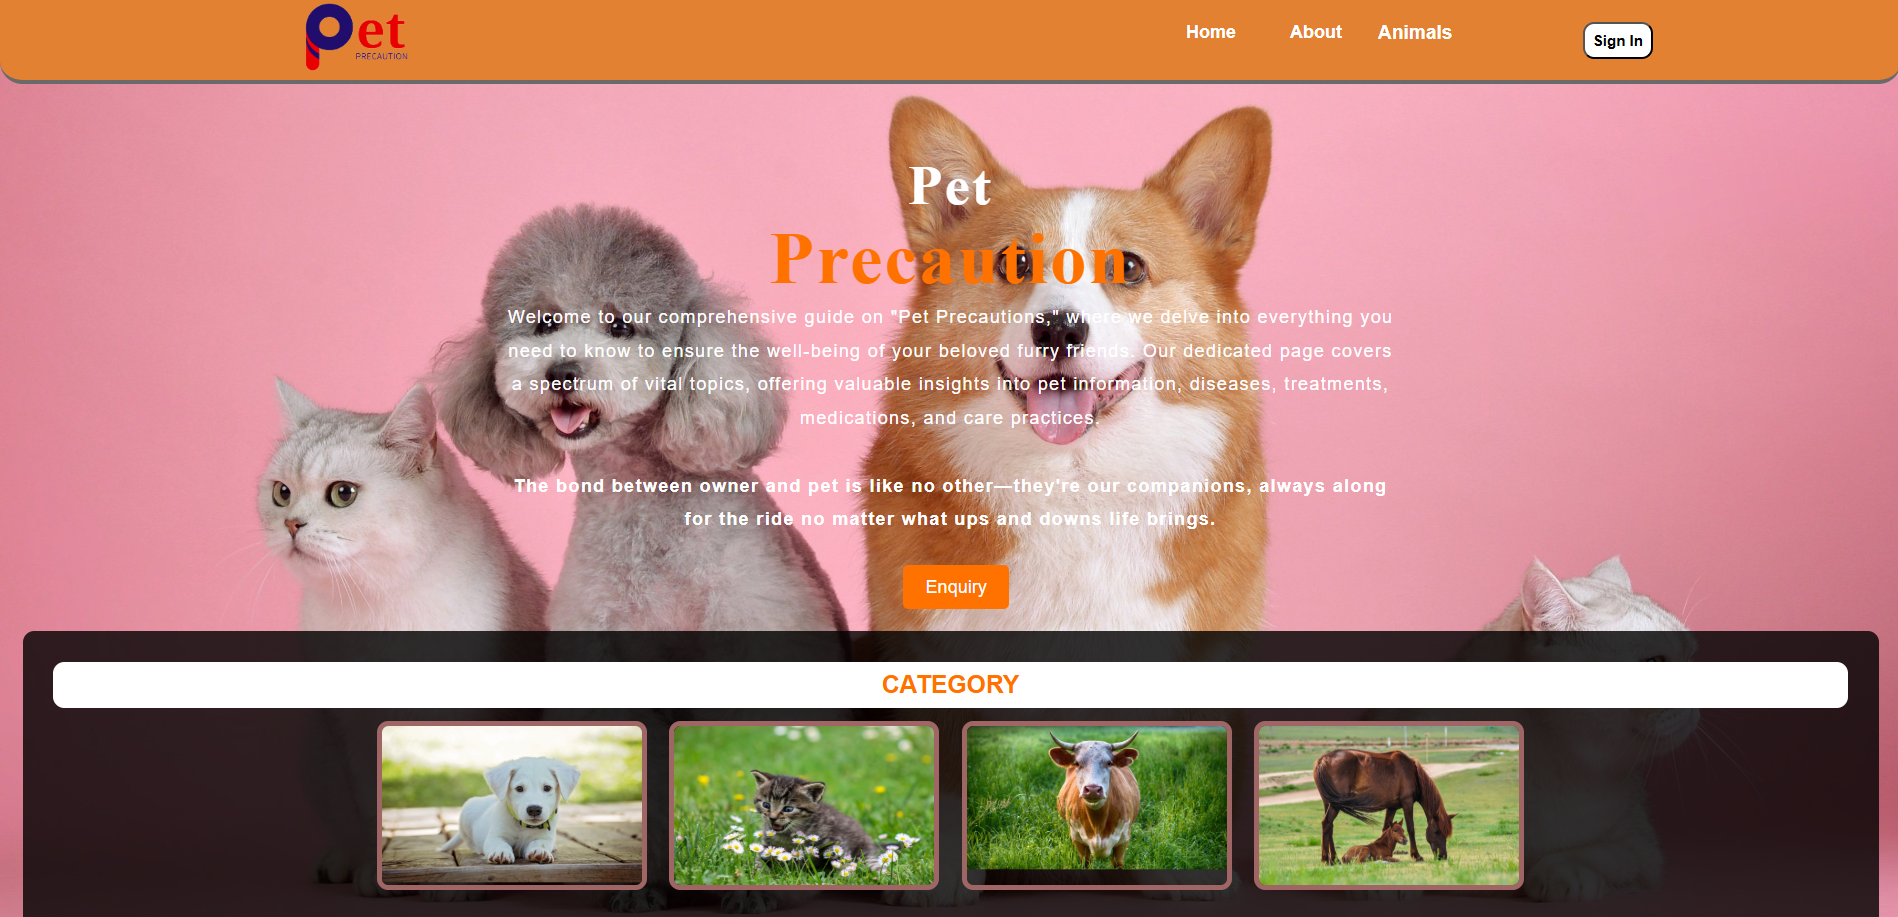 Pet
PRECAUTION
Home
About
Animals
Sign In
Pet
Precaution
Welcome to our comprehensive guide on "Pet Precautions," where we delve into everything you
need to know to ensure the well-being of your beloved furry friends. Our dedicated page covers
a spectrum of vital topics, offering valuable insights into pet information, diseases, treatments,
medications, and care practices.
The bond between owner and pet is like no other—they're our companions, always along
for the ride no matter what ups and downs life brings.
Enquiry
CATEGORY